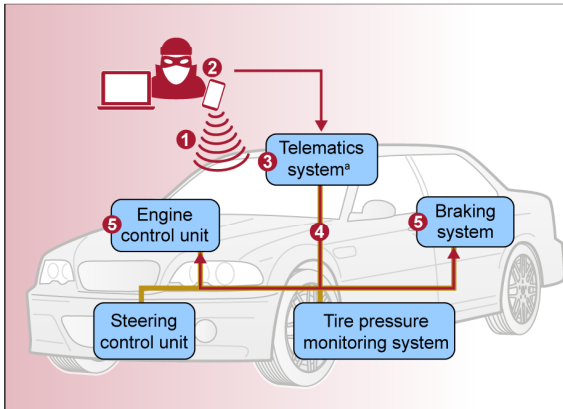 2
1
3
Telematics
systemª
5
Engine
control unit
4
5
Braking
system
Steering
control unit
Tire pressure
monitoring system